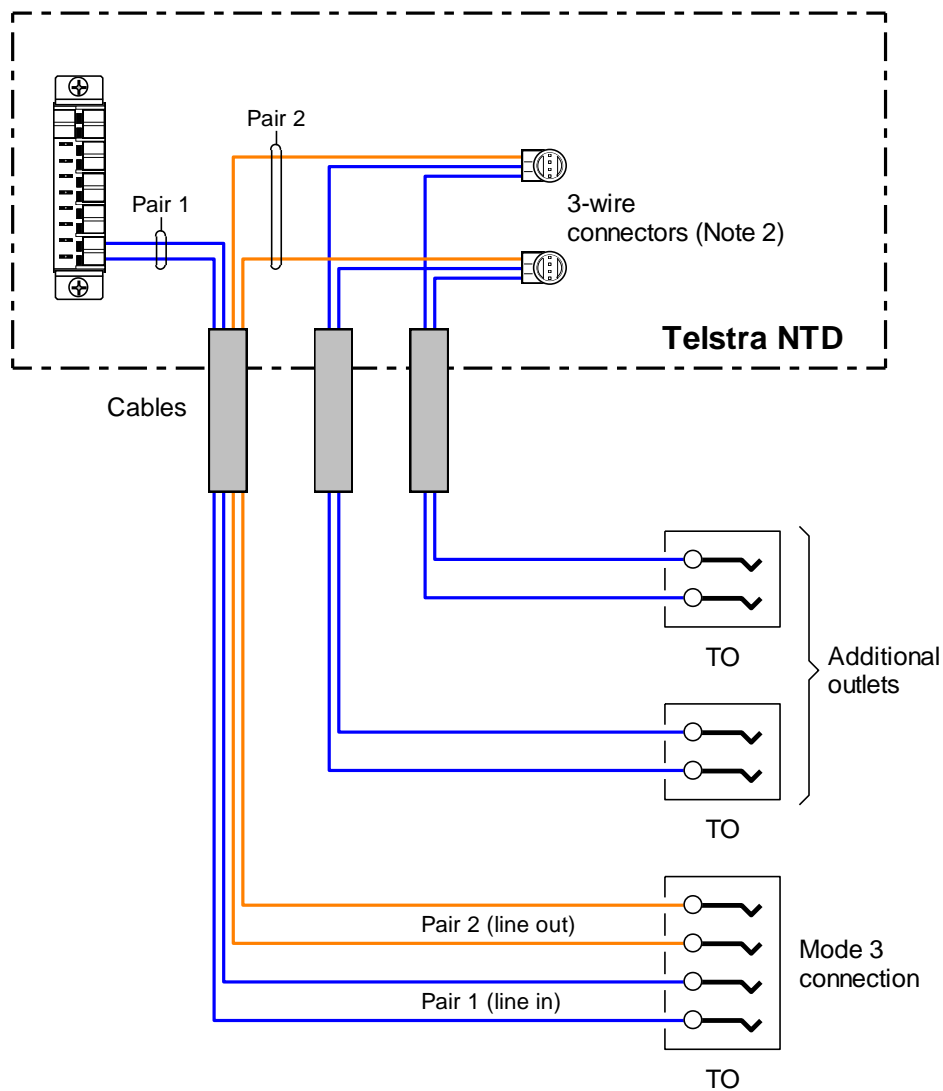 Pair 2
Pair 1
3-wire
connectors (Note 2)
Telstra NTD
Cables
TO
Additional
outlets
TO
Pair 2 (line out)
Mode 3
connection
Pair 1 (line in)
TO